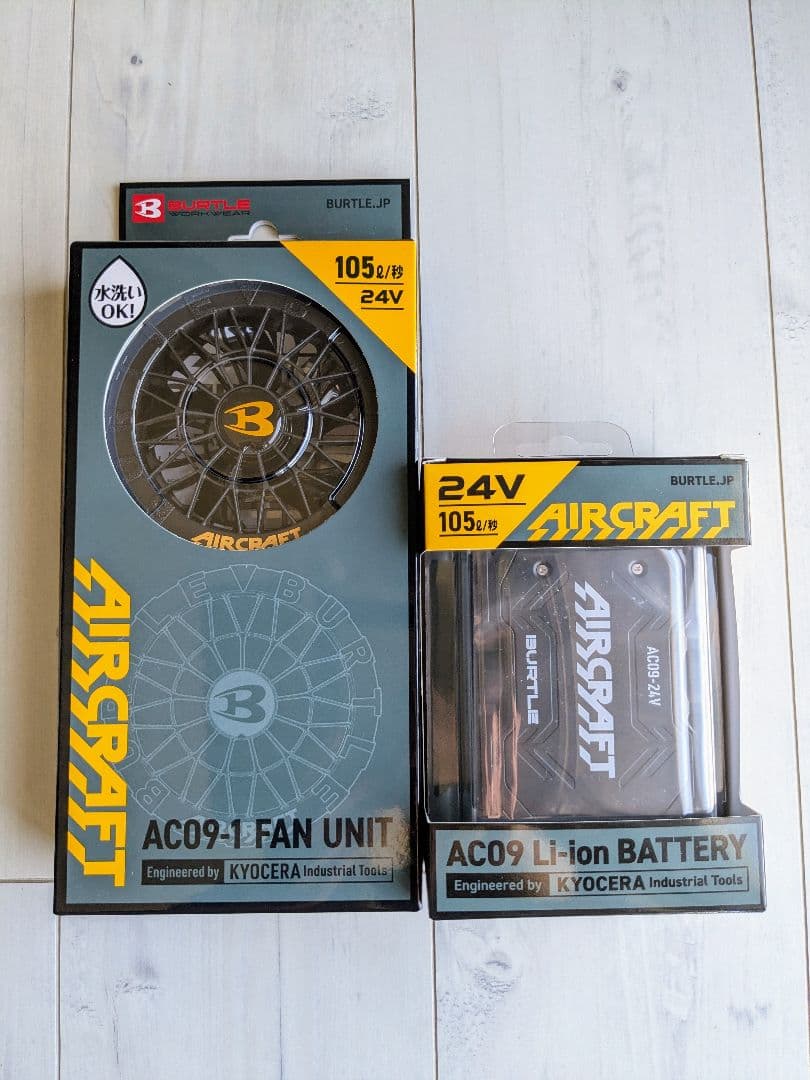 BURTLE
WORKWEAR
BURTLE.JP
水洗い
OK!
105ℓ/秒
24V
B
AIRCRAFT
BURTLE
BURTLE
B
AIRCRAFT
AC09-1 FAN UNIT
Engineered by KYOCERA Industrial Tools
24V
105ℓ/秒
BURTLE.JP
AIRCRAFT
BURTLE
AIRCRAFT
AC09-24V
AC09 Li-ion BATTERY
Engineered by KYOCERA Industrial Tools